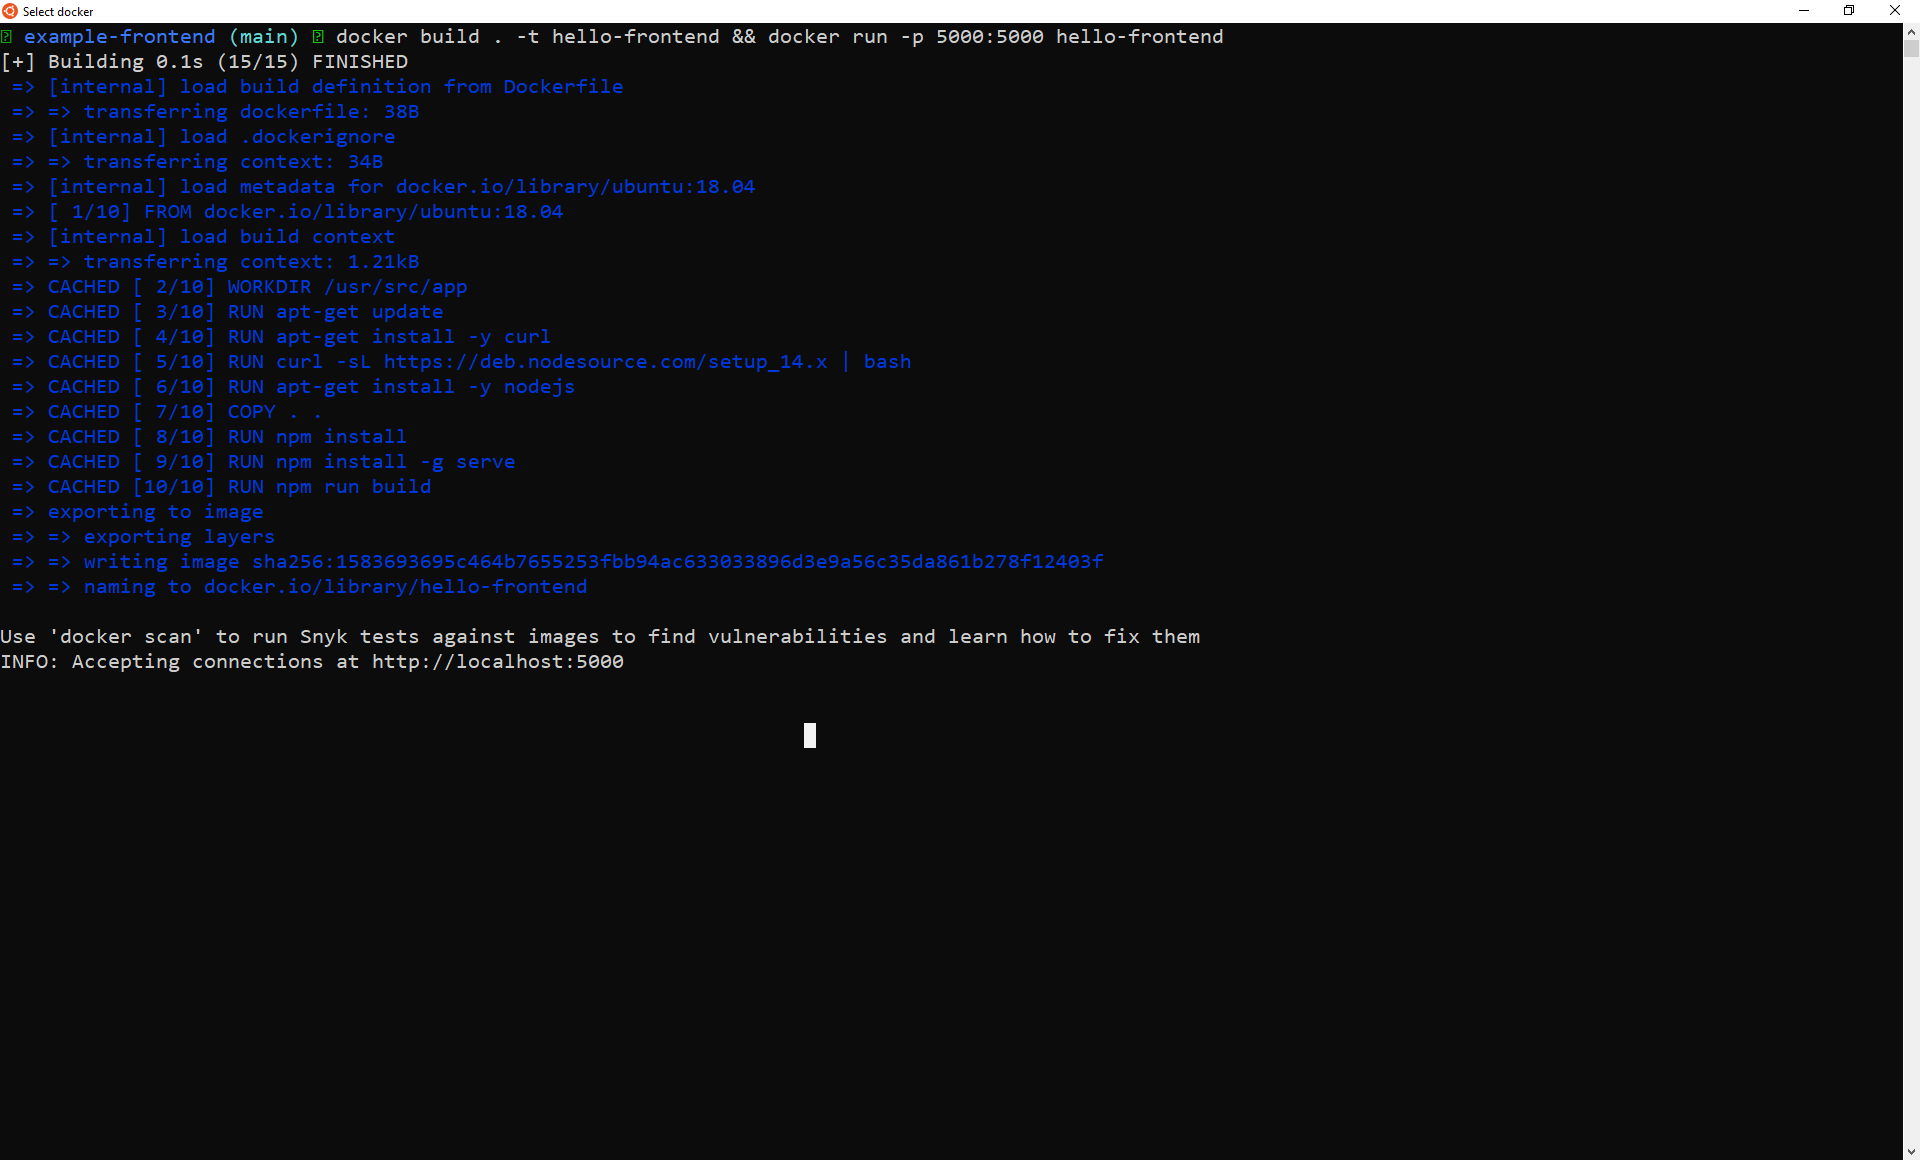 Select docker
example-frontend (main) docker build . -t hello-frontend && docker run -p 5000:5000 hello-frontend
[+] Building 0.1s (15/15) FINISHED
=> [internal] load build definition from Dockerfile
=> => transferring dockerfile: 38B
=> [internal] load .dockerignore
=> => transferring context: 34B
=> [internal] load metadata for docker.io/library/ubuntu:18.04
=> [ 1/10] FROM docker.io/library/ubuntu:18.04
=> [internal] load build context
=> => transferring context: 1.21kB
=> CACHED [ 2/10] WORKDIR /usr/src/app
=> CACHED [ 3/10] RUN apt-get update
=> CACHED [ 4/10] RUN apt-get install -y curl
=> CACHED [ 5/10] RUN curl -sL https://deb.nodesource.com/setup_14.x | bash
=> CACHED [ 6/10] RUN apt-get install -y nodejs
=> CACHED [ 7/10] COPY . .
=> CACHED [ 8/10] RUN npm install
=> CACHED [ 9/10] RUN npm install -g serve
=> CACHED [10/10] RUN npm run build
=> exporting to image
=> => exporting layers
=> => writing image sha256:1583693695c464b7655253fbb94ac633033896d3e9a56c35da861b278f12403f
=> => naming to docker.io/library/hello-frontend
Use 'docker scan' to run Snyk tests against images to find vulnerabilities and learn how to fix them
INFO: Accepting connections at http://localhost:5000